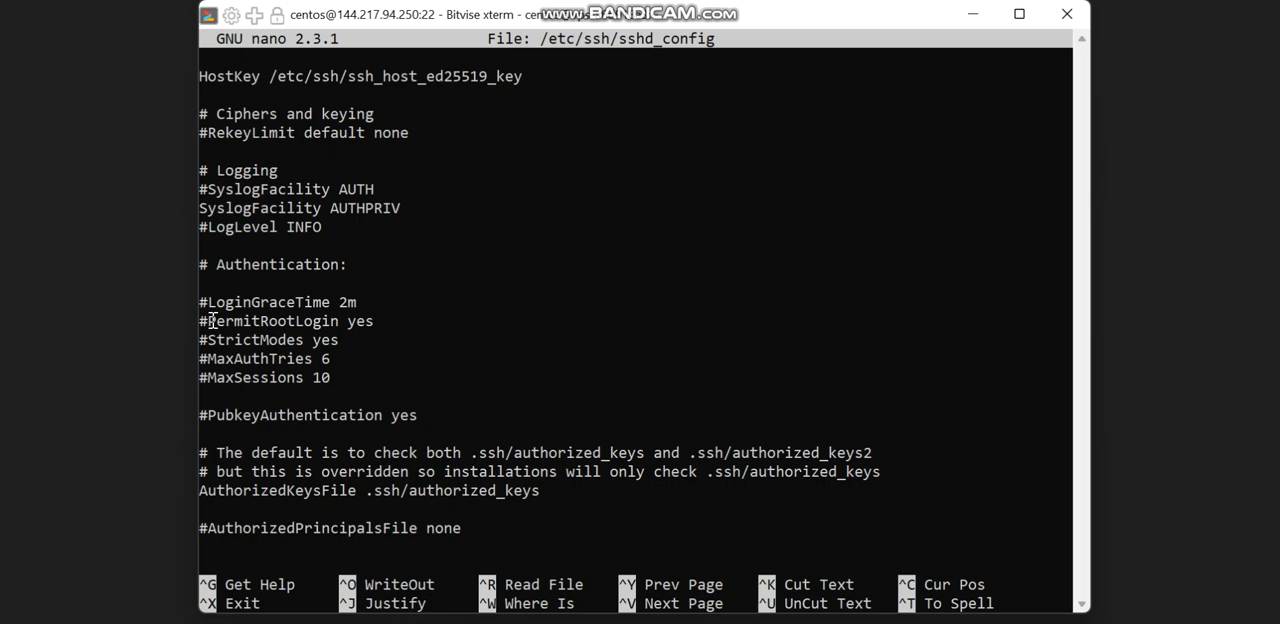 centos@144.217.94.250:22 - Bitvise xterm - cen
www.BANDICAM.com
GNU nano 2.3.1 File: /etc/ssh/sshd_config
HostKey /etc/ssh/ssh_host_ed25519_key
# Ciphers and keying
#RekeyLimit default none
# Logging
#SyslogFacility AUTH
SyslogFacility AUTHPRIV
#LogLevel INFO
# Authentication:
#LoginGraceTime 2m
#PermitRootLogin yes
#StrictModes yes
#MaxAuthTries 6
#MaxSessions 10
#PubkeyAuthentication yes
# The default is to check both .ssh/authorized_keys and .ssh/authorized_keys2
# but this is overridden so installations will only check .ssh/authorized_keys
AuthorizedKeysFile .ssh/authorized_keys
#AuthorizedPrincipalsFile none
^G Get Help ^O WriteOut ^R Read File ^Y Prev Page ^K Cut Text ^C Cur Pos
^X Exit ^J Justify ^W Where Is ^V Next Page ^U UnCut Text ^T To Spell